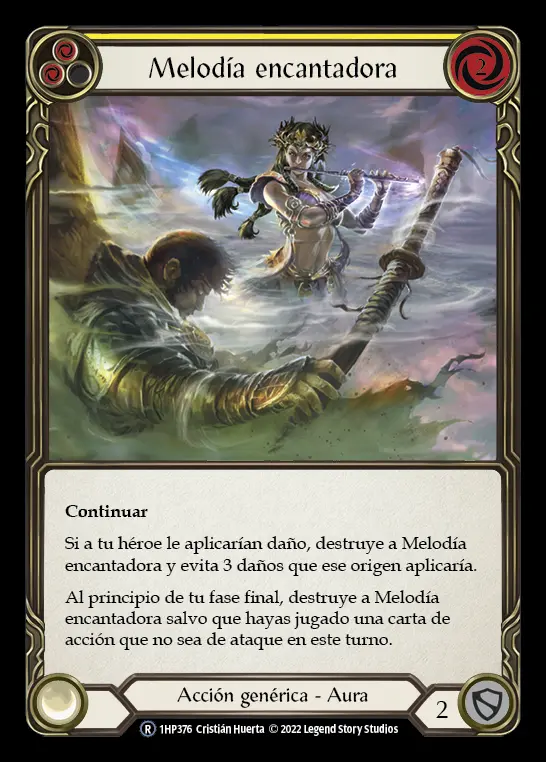 Melodía encantadora
2
Continuar
Si a tu héroe le aplicarían daño, destruye a Melodía
encantadora y evita 3 daños que ese origen aplicaría.
Al principio de tu fase final, destruye a Melodía
encantadora salvo que hayas jugado una carta de
acción que no sea de ataque en este turno.
Acción genérica - Aura
2
R 1HP376 Cristián Huerta © 2022 Legend Story Studios